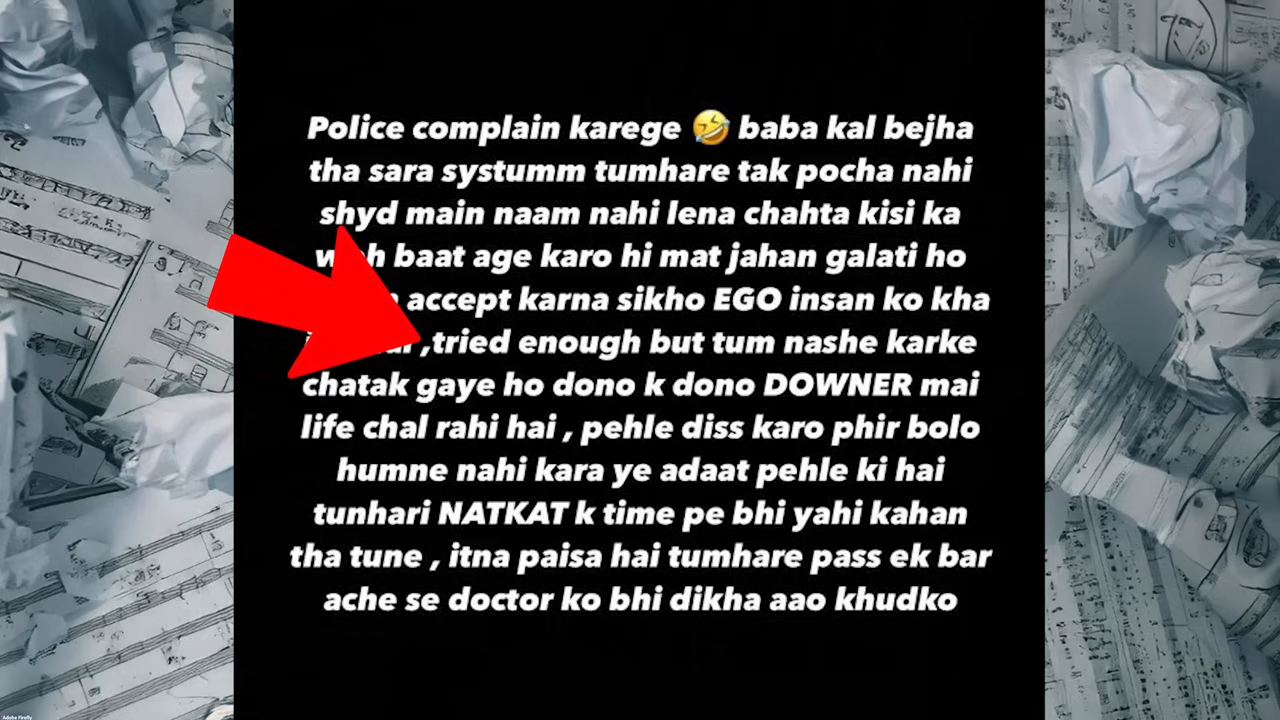 Police complain karege 🤣 baba kal bejha
tha sara systumm tumhare tak pocha nahi
shyd main naam nahi lena chahta kisi ka
baat age karo hi mat jahan galati ho
accept karna sikho EGO insan ko kha
,tried enough but tum nashe karke
chatak gaye ho dono k dono DOWNER mai
life chal rahi hai , pehle diss karo phir bolo
humne nahi kara ye adaat pehle ki hai
tunhari NATKAT k time pe bhi yahi kahan
tha tune , itna paisa hai tumhare pass ek bar
ache se doctor ko bhi dikha aao khudko
Adobe Firefly